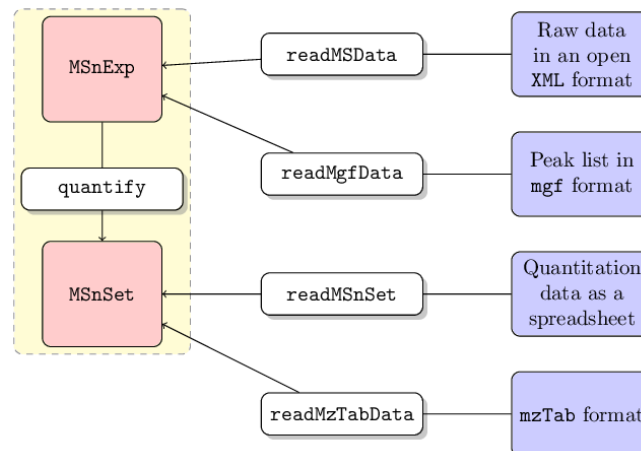 MSnExp
readMSData
Raw data
in an open
XML format
readMgfData
Peak list in
mgf format
quantify
MSnSet
readMSnSet
Quantitation
data as a
spreadsheet
readMzTabData
mzTab format